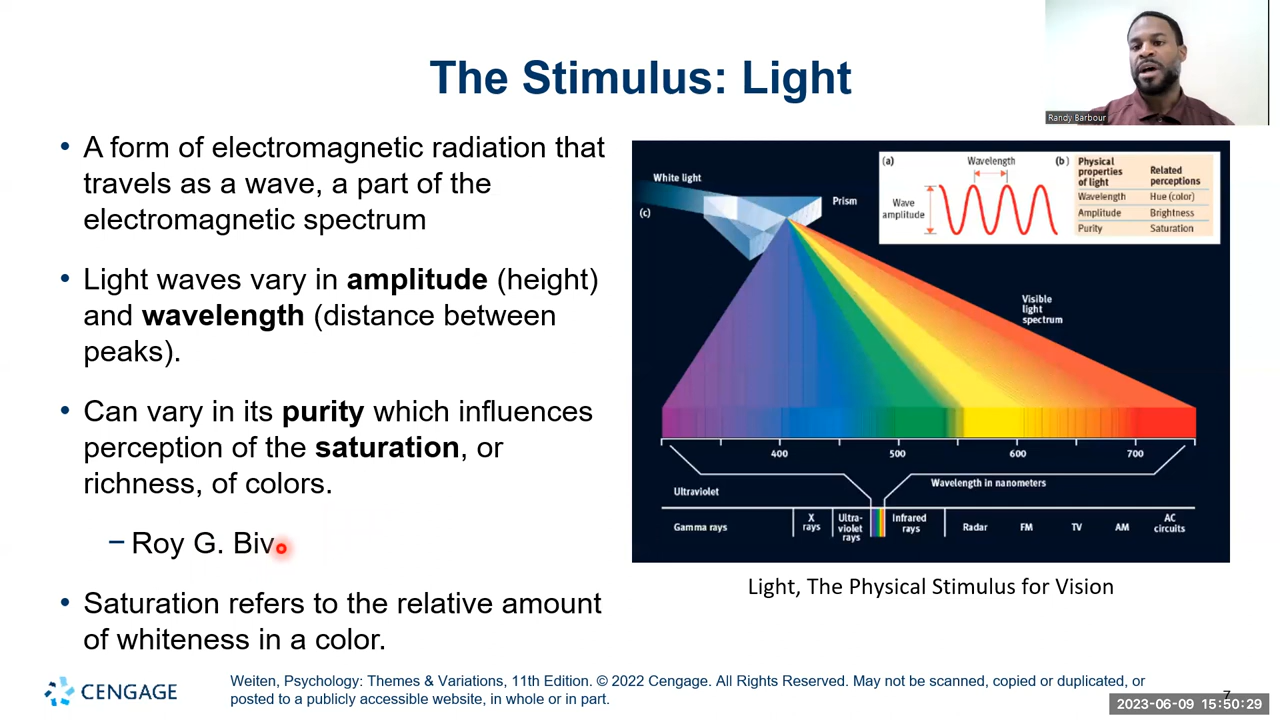 The Stimulus: Light
Randy Barbour
• A form of electromagnetic radiation that
travels as a wave, a part of the
electromagnetic spectrum
• Light waves vary in amplitude (height)
and wavelength (distance between
peaks).
• Can vary in its purity which influences
perception of the saturation, or
richness, of colors.
– Roy G. Biv
• Saturation refers to the relative amount
of whiteness in a color.
White light
(c)
Prism
(a)
Wavelength
Wave
amplitude
(b)
Physical
properties
of light
Related
perceptions
Wavelength Hue (color)
Amplitude Brightness
Purity Saturation
Visible
light
spectrum
400 500 600 700
Wavelength in nanometers
Ultraviolet
Gamma rays
X
rays
Ultra-
violet
rays
Infrared
rays
Radar
FM
TV
AM
AC
circuits
Light, The Physical Stimulus for Vision
CENGAGE
Weiten, Psychology: Themes & Variations, 11th Edition. © 2022 Cengage. All Rights Reserved. May not be scanned, copied or duplicated, or
posted to a publicly accessible website, in whole or in part.
7
2023-06-09 15:50:29